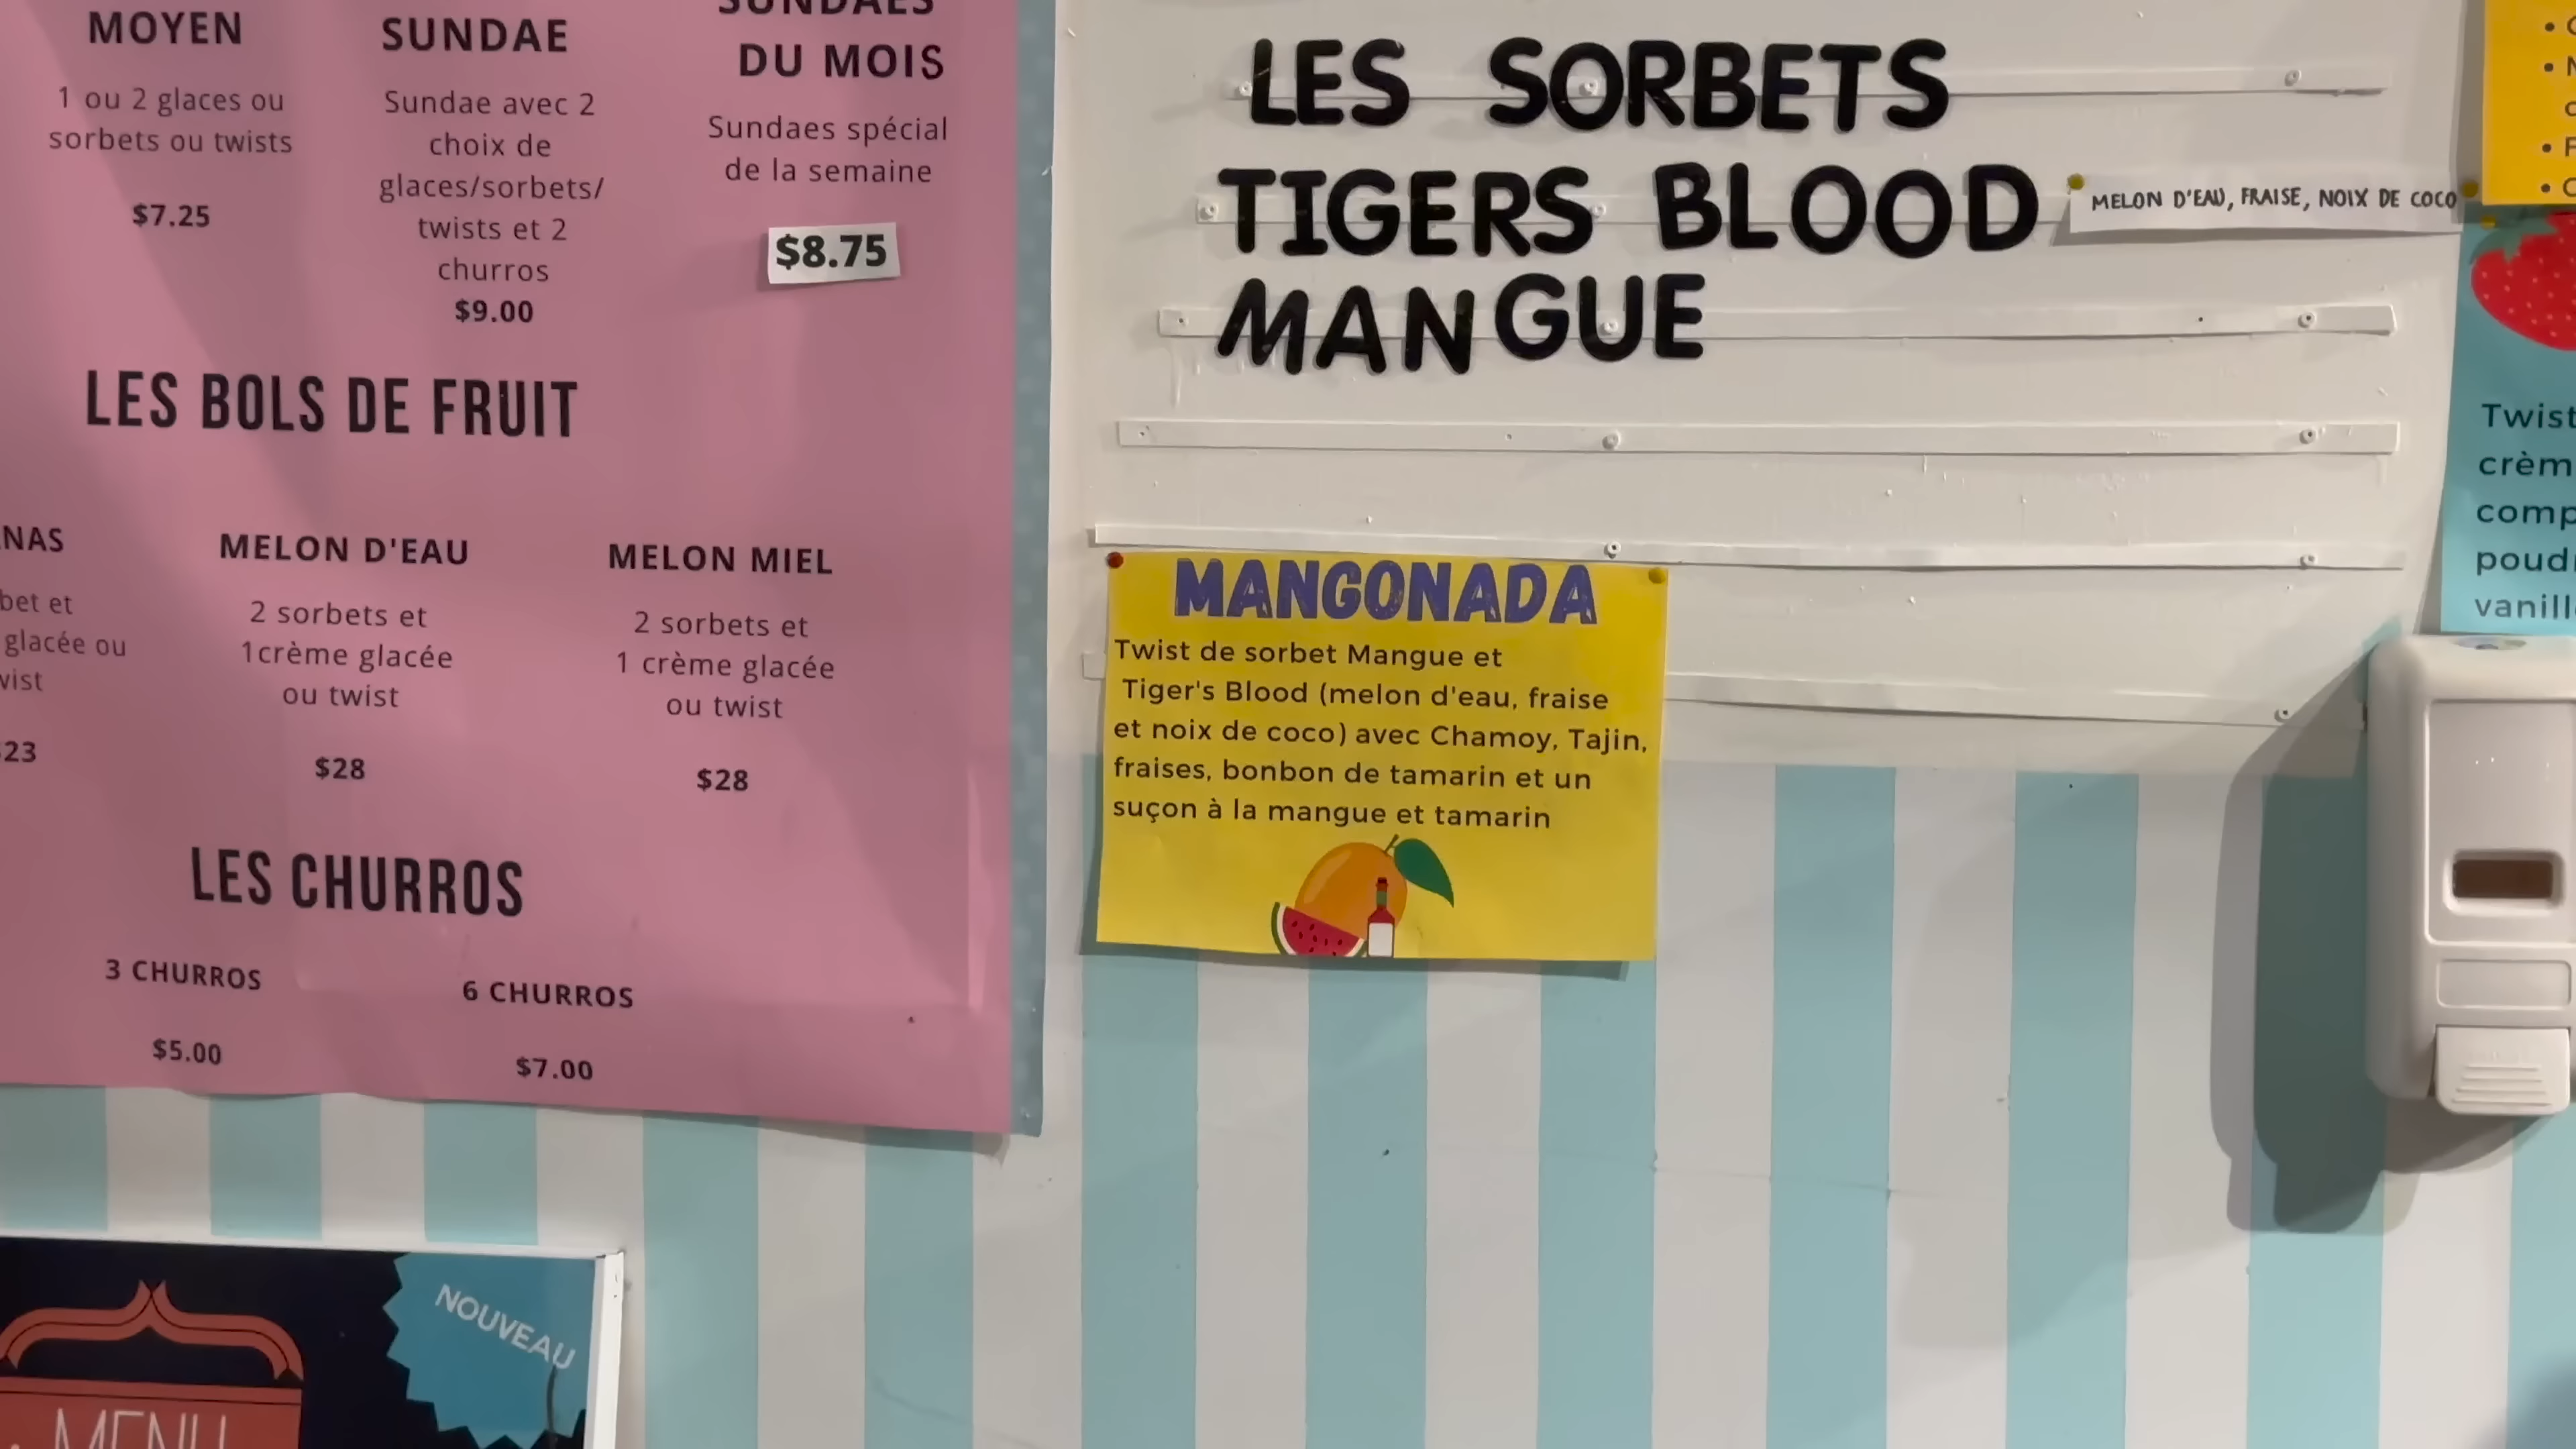 MOYEN
1 ou 2 glaces ou
sorbets ou twists
$7.25
SUNDAE
Sundae avec 2
choix de
glaces/sorbets/
twists et 2
churros
$9.00
SUNDAES
DU MOIS
Sundaes spécial
de la semaine
$8.75
LES BOLS DE FRUIT
NAS
bet et
glacée ou
wist
23
MELON D'EAU
2 sorbets et
1crème glacée
ou twist
$28
MELON MIEL
2 sorbets et
1 crème glacée
ou twist
$28
LES CHURROS
3 CHURROS
$5.00
6 CHURROS
$7.00
NOUVEAU
MENU
LES SORBETS
TIGERS BLOOD
MELON D'EAU, FRAISE, NOIX DE COCO
MANGUE
MANGONADA
Twist de sorbet Mangue et
Tiger's Blood (melon d'eau, fraise
et noix de coco) avec Chamoy, Tajin,
fraises, bonbon de tamarin et un
suçon à la mangue et tamarin
Twist
crèm
comp
poud
vanill